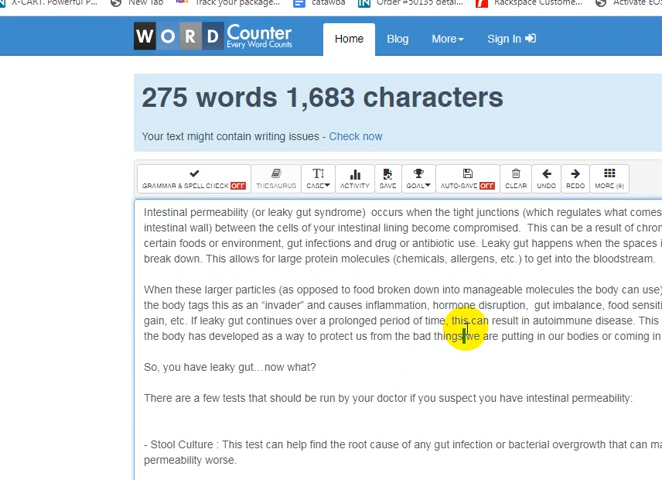 X-CART. Powerful P... New Tab Track your package... catawba Order #50135 detail... Rackspace Custome... Activate EOS
WORD Counter Every Word Counts Home Blog More Sign In
275 words 1,683 characters
Your text might contain writing issues - Check now
GRAMMAR & SPELL CHECK OFF THESAURUS CASE ACTIVITY SAVE GOAL AUTO-SAVE OFF CLEAR UNDO REDO MORE (9)
Intestinal permeability (or leaky gut syndrome) occurs when the tight junctions (which regulates what comes
intestinal wall) between the cells of your intestinal lining become compromised. This can be a result of chron
certain foods or environment, gut infections and drug or antibiotic use. Leaky gut happens when the spaces i
break down. This allows for large protein molecules (chemicals, allergens, etc.) to get into the bloodstream.
When these larger particles (as opposed to food broken down into manageable molecules the body can use)
the body tags this as an “invader” and causes inflammation, hormone disruption, gut imbalance, food sensiti
gain, etc. If leaky gut continues over a prolonged period of time, this can result in autoimmune disease. This
the body has developed as a way to protect us from the bad things we are putting in our bodies or coming in
So, you have leaky gut…now what?
There are a few tests that should be run by your doctor if you suspect you have intestinal permeability:
- Stool Culture : This test can help find the root cause of any gut infection or bacterial overgrowth that can ma
permeability worse.